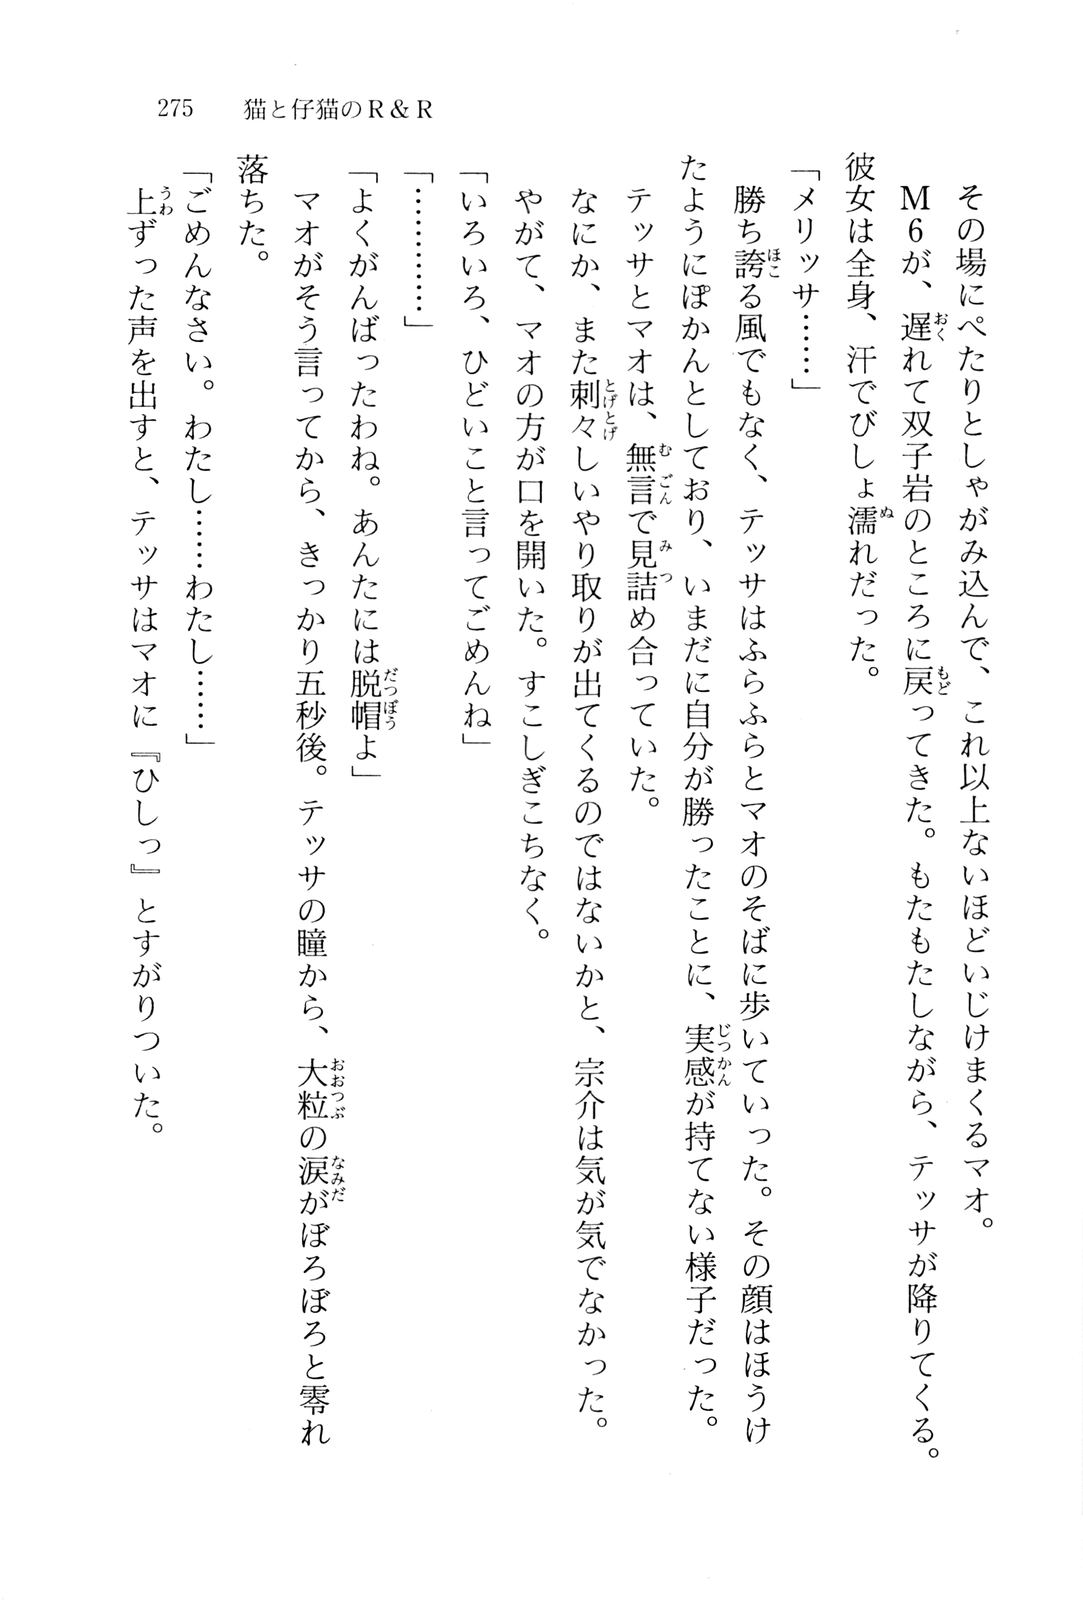 275　猫と仔猫のR＆R
その場にぺたりとしゃがみ込んで、これ以上ないほどいじけまくるマオ。
M6が、遅れて双子岩のところに戻ってきた。もたもたしながら、テッサが降りてくる。
彼女は全身、汗でびしょ濡れだった。
「メリッサ……」
勝ち誇る風でもなく、テッサはふらふらとマオのそばに歩いていった。その顔はほうけ
たようにぽかんとしており、いまだに自分が勝ったことに、実感が持てない様子だった。
テッサとマオは、無言で見詰め合っていた。
なにか、また刺々しいやり取りが出てくるのではないかと、宗介は気が気でなかった。
やがて、マオの方が口を開いた。すこしぎこちなく。
「いろいろ、ひどいこと言ってごめんね」
「…………」
「よくがんばったわね。あんたには脱帽よ」
マオがそう言ってから、きっかり五秒後。テッサの瞳から、大粒の涙がぼろぼろと零れ
落ちた。
「ごめんなさい。わたし……わたし……」
上ずった声を出すと、テッサはマオに『ひしっ』とすがりついた。